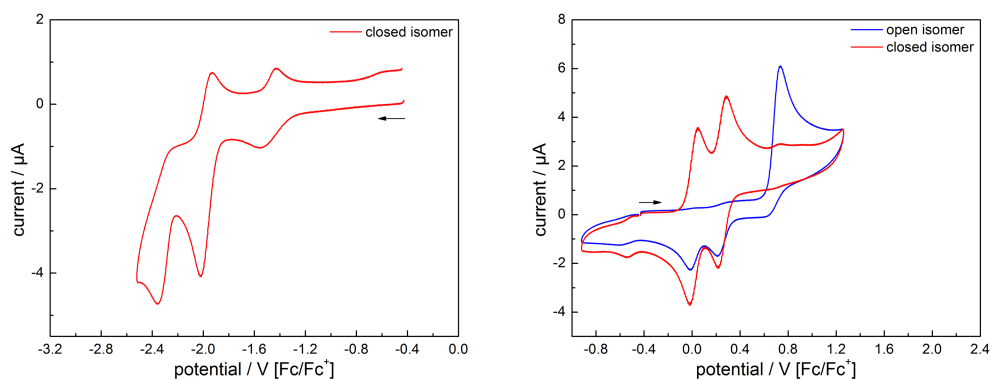 2
0
-2
-4
-3.2 -2.8 -2.4 -2.0 -1.6 -1.2 -0.8 -0.4 0.0
current / µA
potential / V [Fc/Fc+]
closed isomer
8
6
4
2
0
-2
-4
-0.8 -0.4 0.0 0.4 0.8 1.2 1.6 2.0 2.4
current / µA
potential / V [Fc/Fc+]
open isomer
closed isomer